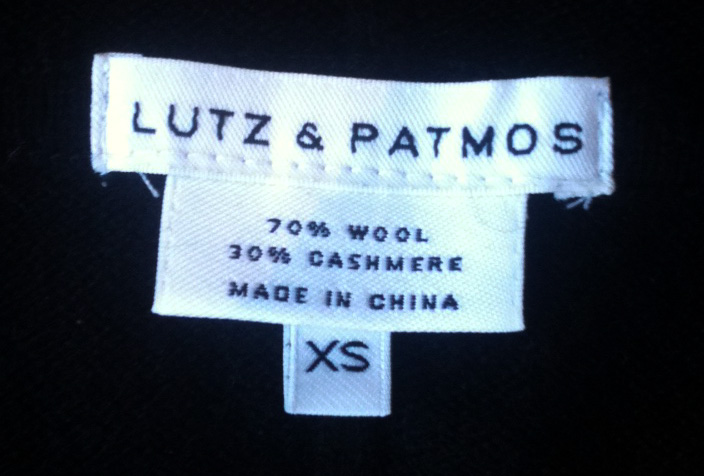 LUTZ & PATMOS
70% WOOL
30% CASHMERE
MADE IN CHINA
XS